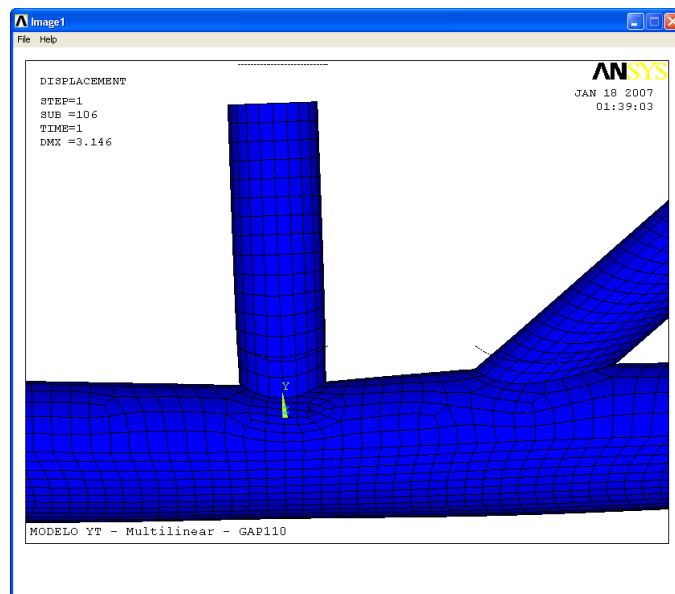 Image1
File Help
DISPLACEMENT
STEP=1
SUB =106
TIME=1
DMX =3.146
ANSYS
JAN 18 2007
01:39:03
Y
MODELO YT - Multilinear - GAP110